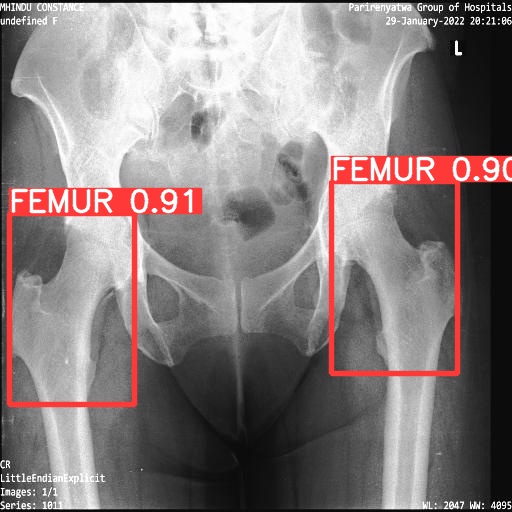 MHINDU CONSTANCE
undefined F
Parirenyatwa Group of Hospitals
29-January-2022 20:21:06
L
FEMUR 0.90
FEMUR 0.91
CR
LittleEndianExplicit
Images: 1/1
Series: 1011
WL: 2047 WW: 4095